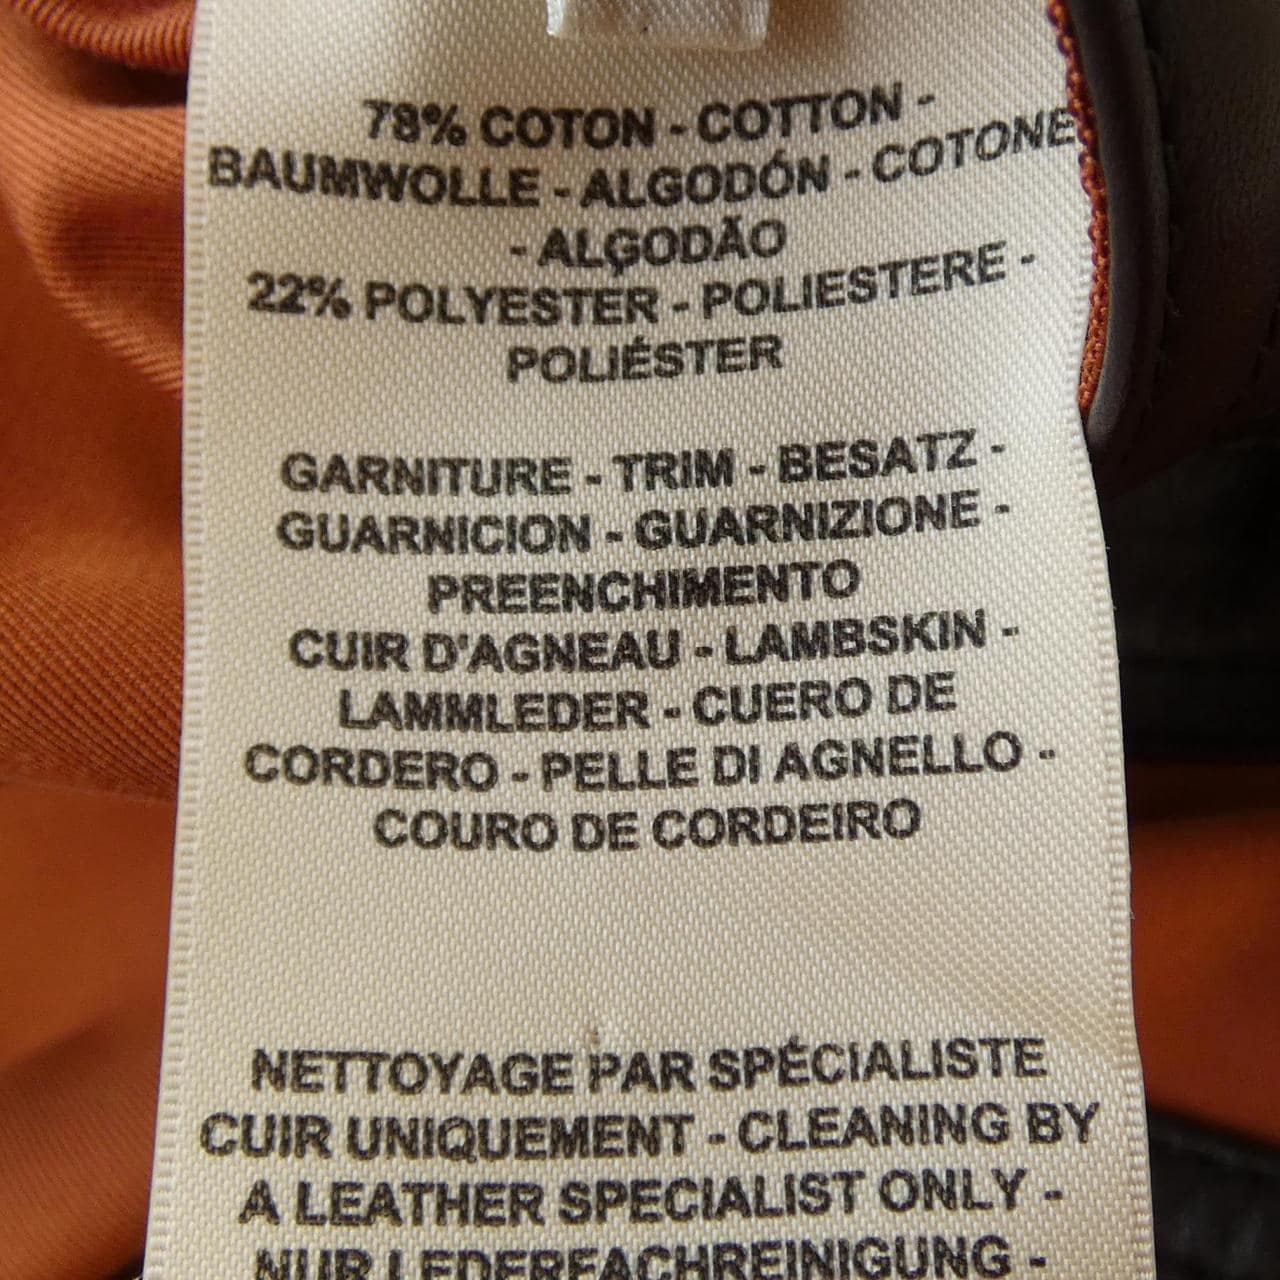 78% COTON - COTTON -
BAUMWOLLE - ALGODÓN - COTONE
- ALGODÃO
22% POLYESTER - POLIESTERE -
POLIÉSTER
GARNITURE - TRIM - BESATZ -
GUARNICION - GUARNIZIONE -
PREENCHIMENTO
CUIR D'AGNEAU - LAMBSKIN -
LAMMLEDER - CUERO DE
CORDERO - PELLE DI AGNELLO -
COURO DE CORDEIRO
NETTOYAGE PAR SPÉCIALISTE
CUIR UNIQUEMENT - CLEANING BY
A LEATHER SPECIALIST ONLY -
NUR LEDERFACHREINIGUNG -